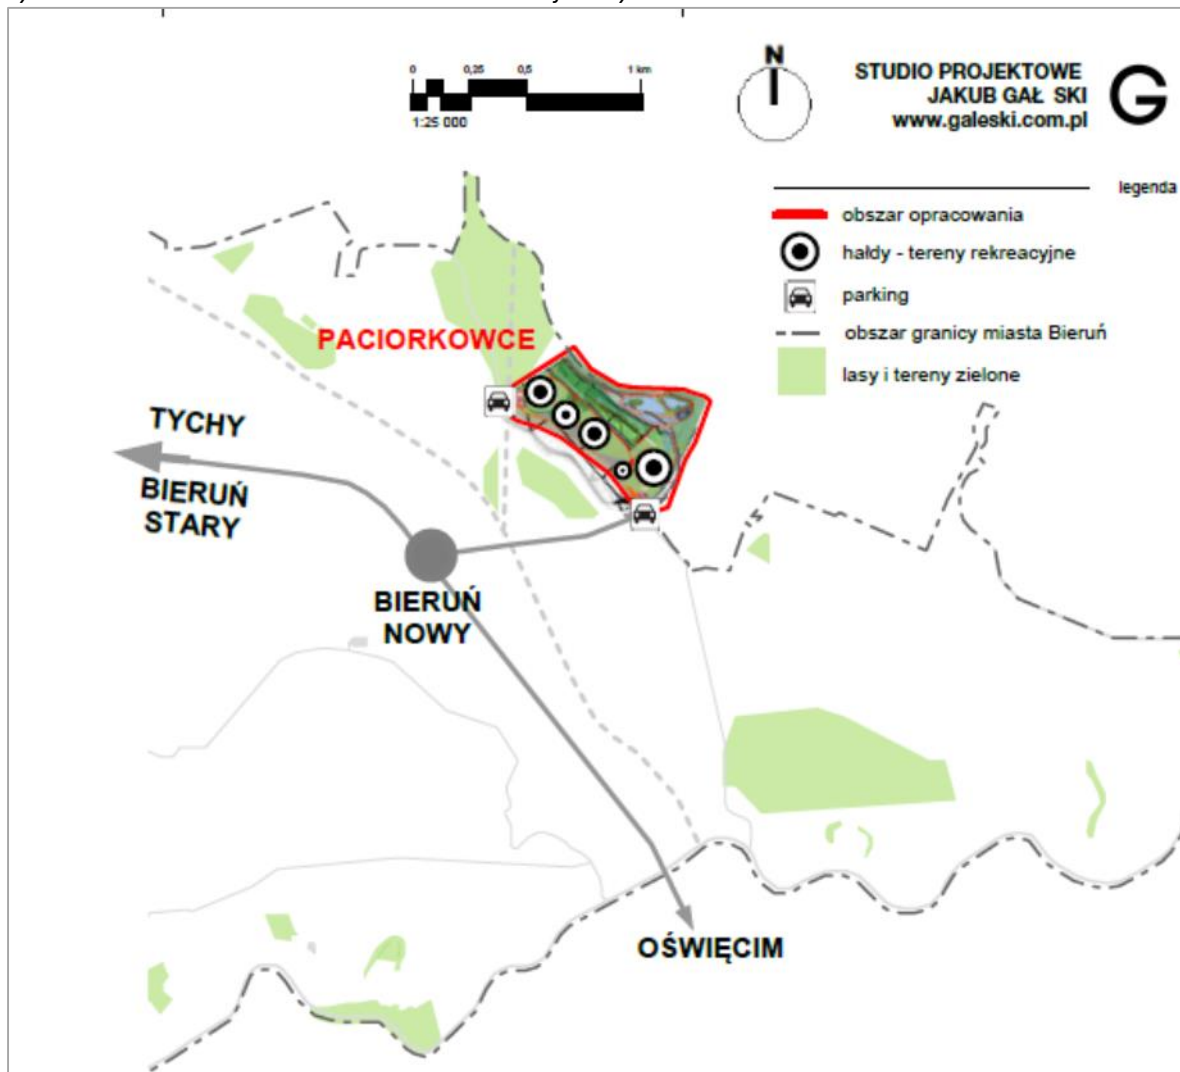 0 0,25 0,5 1 km
1:25 000
N
STUDIO PROJEKTOWE
JAKUB GAŁ SKI
www.galeski.com.pl
G
legenda
obszar opracowania
hałdy - tereny rekreacyjne
parking
obszar granicy miasta Bieruń
lasy i tereny zielone
PACIORKOWCE
TYCHY
BIERUŃ
STARY
BIERUŃ
NOWY
OŚWIĘCIM